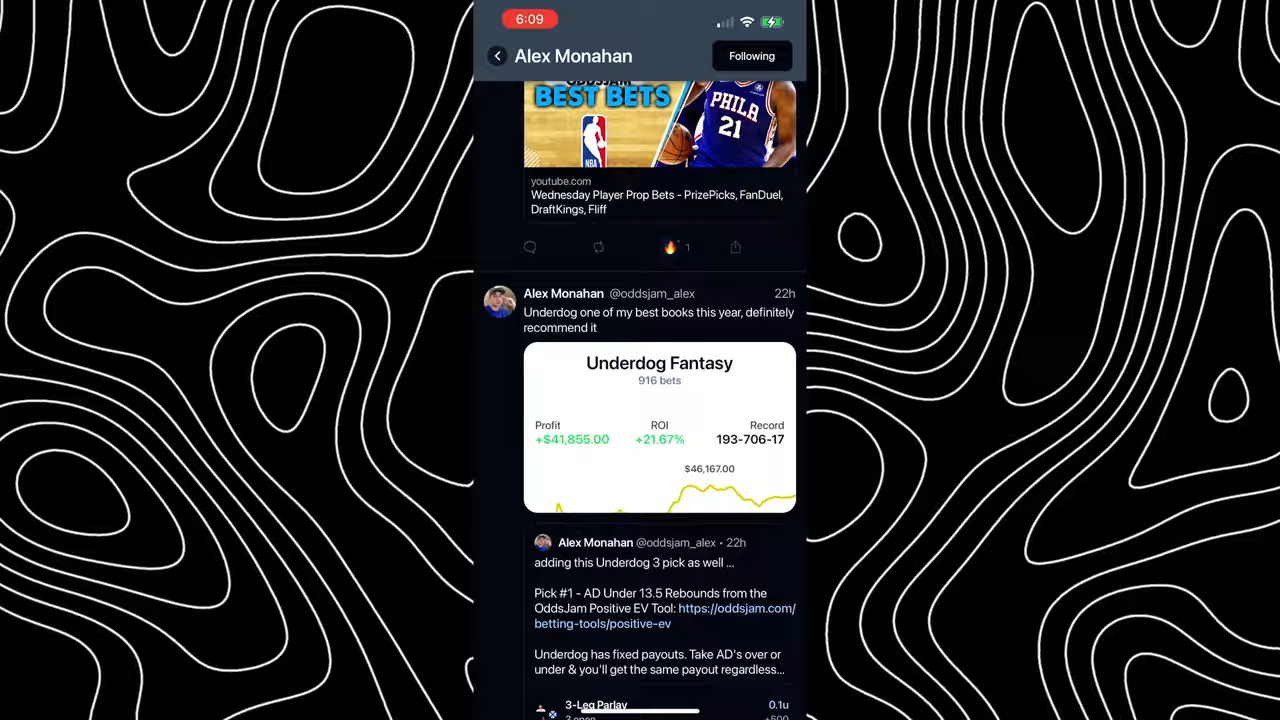 6:09
Alex Monahan
Following
ODDSJAM
BEST BETS
PHILA
21
NBA
youtube.com
Wednesday Player Prop Bets - PrizePicks, FanDuel,
DraftKings, Fliff
1
Alex Monahan @oddsjam_alex 22h
Underdog one of my best books this year, definitely
recommend it
Underdog Fantasy
916 bets
Profit ROI Record
+$41,855.00 +21.67% 193-706-17
$46,167.00
Alex Monahan @oddsjam_alex • 22h
adding this Underdog 3 pick as well ...
Pick #1 - AD Under 13.5 Rebounds from the
OddsJam Positive EV Tool: https://oddsjam.com/
betting-tools/positive-ev
Underdog has fixed payouts. Take AD's over or
under & you'll get the same payout regardless...
3-Leg Parlay 0.1u
3 open +500